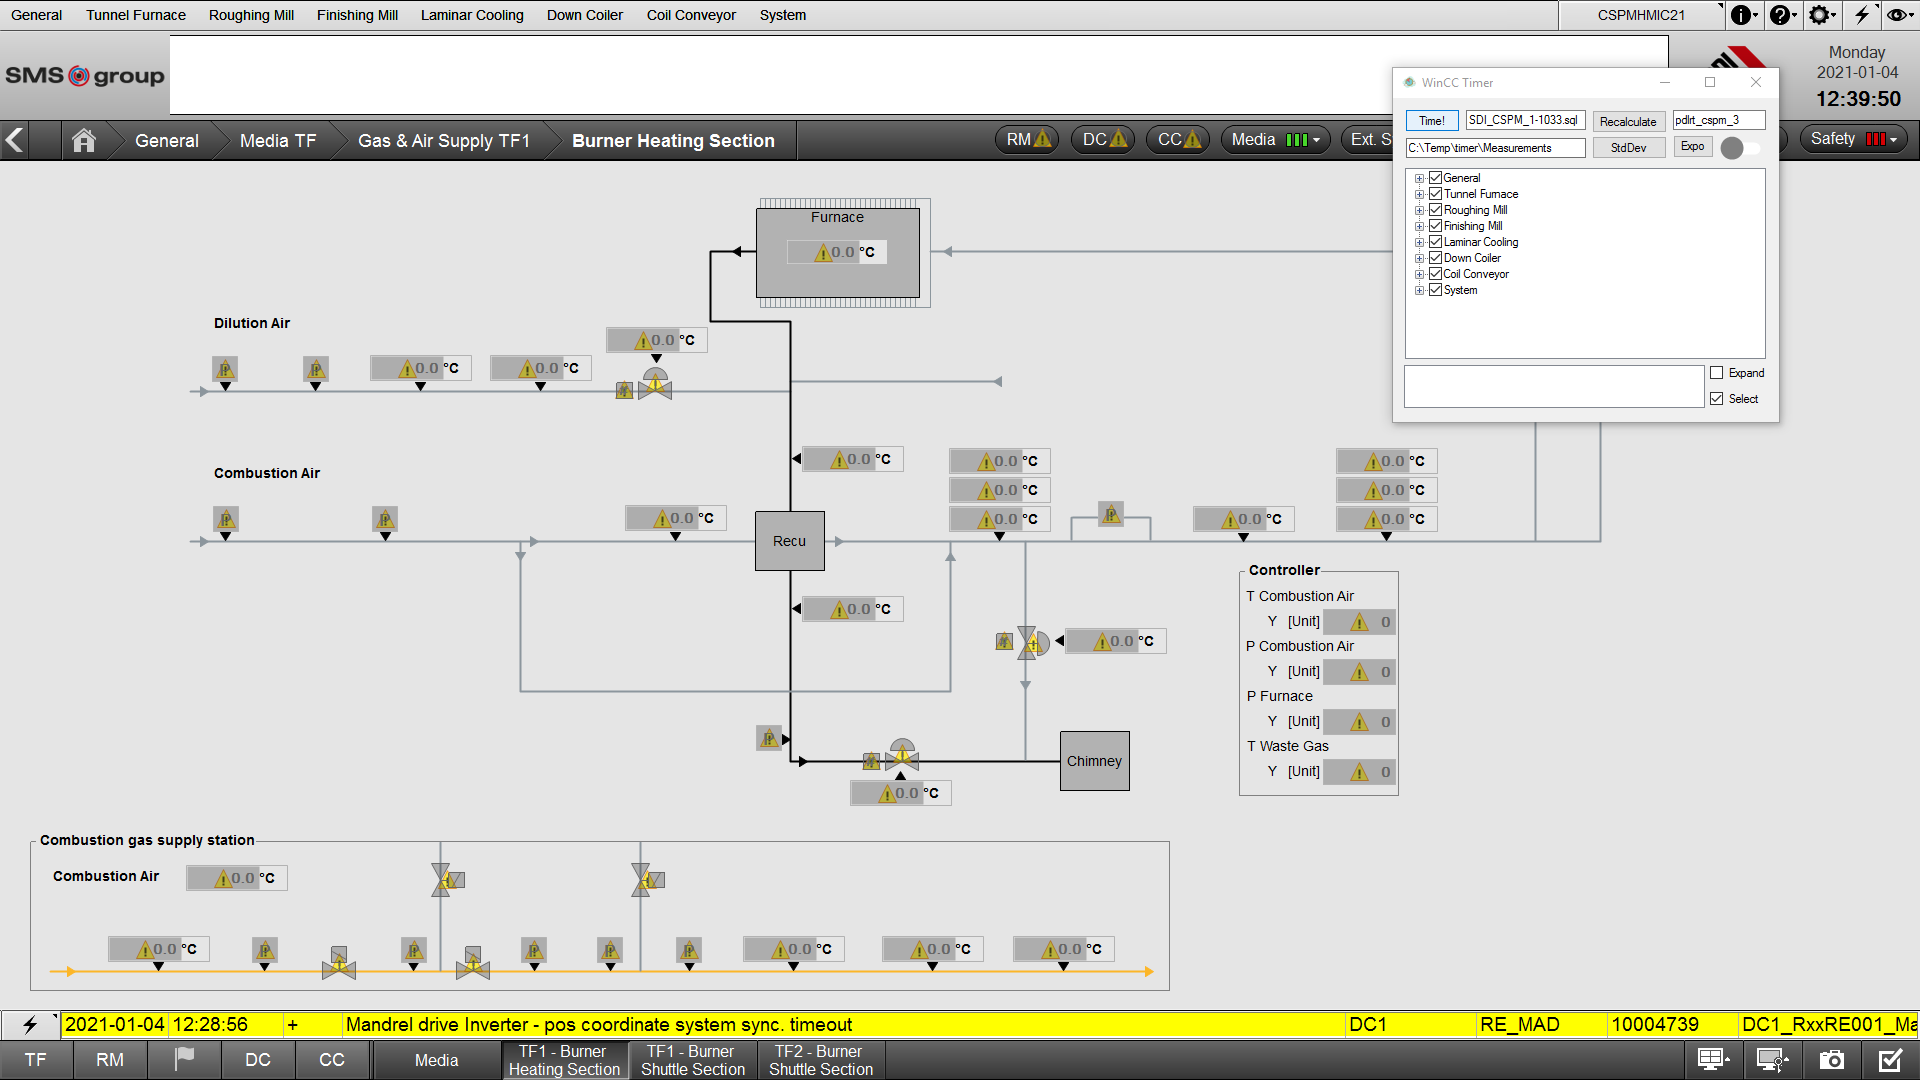 General Tunnel Furnace Roughing Mill Finishing Mill Laminar Cooling Down Coiler Coil Conveyor System CSPMHMIC21
SMS group
Monday
2021-01-04
12:39:50
General Media TF Gas & Air Supply TF1 Burner Heating Section RM DC CC Media Ext. S Safety
WinCC Timer
Time! SDI_CSPM_1-1033.sql Recalculate pdlrt_cspm_3
C:\Temp\timer\Measurements StdDev Expo
General
Tunnel Furnace
Roughing Mill
Finishing Mill
Laminar Cooling
Down Coiler
Coil Conveyor
System
Expand
Select
Furnace
0.0 °C
Dilution Air
0.0 °C
P P 0.0 °C 0.0 °C
0.0 °C
Combustion Air
0.0 °C 0.0 °C
0.0 °C 0.0 °C
P P 0.0 °C 0.0 °C P 0.0 °C 0.0 °C
Recu
0.0 °C
0.0 °C
P
Chimney
0.0 °C
Controller
T Combustion Air
Y [Unit] 0
P Combustion Air
Y [Unit] 0
P Furnace
Y [Unit] 0
T Waste Gas
Y [Unit] 0
Combustion gas supply station
Combustion Air 0.0 °C
0.0 °C P P P P P 0.0 °C 0.0 °C 0.0 °C
2021-01-04 12:28:56 + Mandrel drive Inverter - pos coordinate system sync. timeout DC1 RE_MAD 10004739 DC1_RxxRE001_Ma
TF RM DC CC Media
TF1 - Burner
Heating Section
TF1 - Burner
Shuttle Section
TF2 - Burner
Shuttle Section